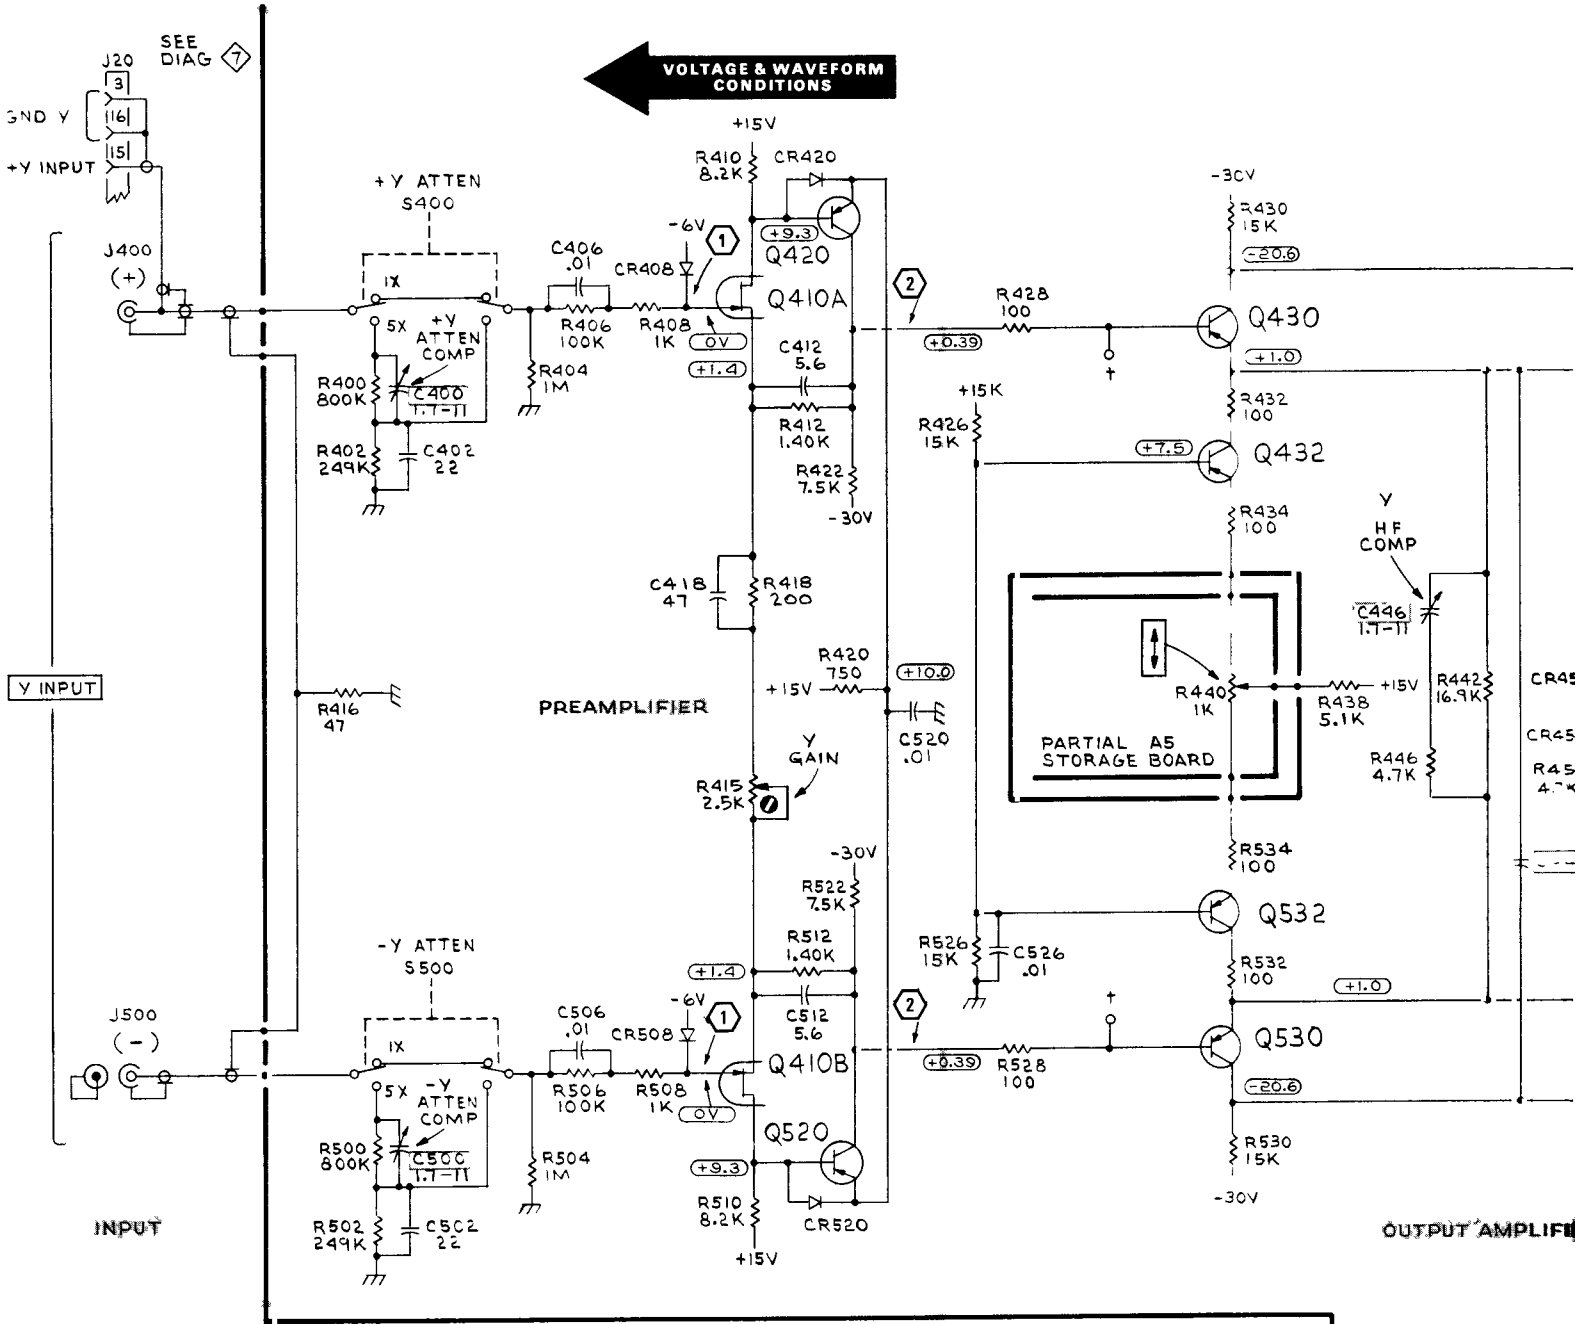 SEE
DIAG 7
J20
3
16
15
GND Y
+Y INPUT
VOLTAGE & WAVEFORM
CONDITIONS
+15V
R410
8.2K
CR420
+9.3
Q420
-30V
R430
15K
-20.6
+Y ATTEN
S400
J400
(+)
1X
5X
+Y
ATTEN
COMP
C400
1.7-11
R400
800K
R402
249K
C402
22
C406
.01
R406
100K
R404
1M
CR408
-6V
1
R408
1K
0V
Q410A
+1.4
C412
5.6
R412
1.40K
R422
7.5K
-30V
2
+0.39
R428
100
†
Q430
+1.0
R432
100
+15K
R426
15K
+7.5
Q432
R434
100
Y
HF
COMP
C446
1.7-11
C418
47
R418
200
R420
750
+15V
+10.0
C520
.01
R440
1K
R438
5.1K
+15V
R442
16.9K
R446
4.7K
PARTIAL A5
STORAGE BOARD
CR45
CR45
R45
4.7K
Y INPUT
R416
47
PREAMPLIFIER
Y
GAIN
R415
2.5K
R534
100
-30V
R522
7.5K
Q532
R512
1.40K
R526
15K
C526
.01
R532
100
+1.0
-Y ATTEN
S500
+1.4
C512
5.6
J500
(-)
1X
5X
-Y
ATTEN
COMP
C500
1.7-11
R500
800K
R502
249K
C502
22
C506
.01
R506
100K
R504
1M
CR508
-6V
1
R508
1K
0V
Q410B
2
+0.39
R528
100
†
Q530
-20.6
R530
15K
-30V
Q520
+9.3
R510
8.2K
+15V
CR520
INPUT
OUTPUT AMPLIFI